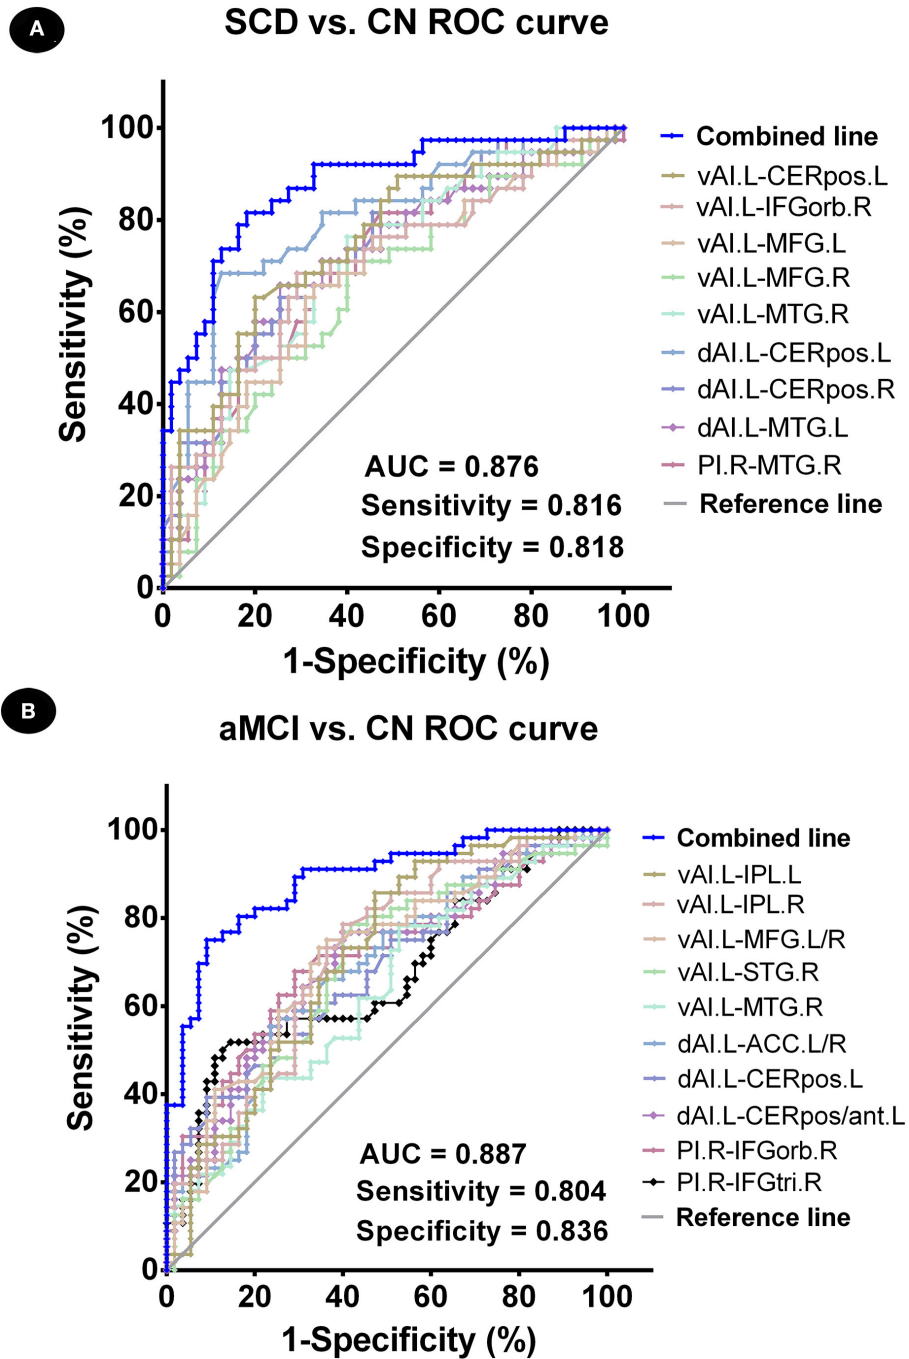 A
SCD vs. CN ROC curve
100
80
60
40
20
0
Sensitivity (%)
0 20 40 60 80 100
1-Specificity (%)
AUC = 0.876
Sensitivity = 0.816
Specificity = 0.818
Combined line
vAI.L-CERpos.L
vAI.L-IFGorb.R
vAI.L-MFG.L
vAI.L-MFG.R
vAI.L-MTG.R
dAI.L-CERpos.L
dAI.L-CERpos.R
dAI.L-MTG.L
PI.R-MTG.R
Reference line
B
aMCI vs. CN ROC curve
100
80
60
40
20
0
Sensitivity (%)
0 20 40 60 80 100
1-Specificity (%)
AUC = 0.887
Sensitivity = 0.804
Specificity = 0.836
Combined line
vAI.L-IPL.L
vAI.L-IPL.R
vAI.L-MFG.L/R
vAI.L-STG.R
vAI.L-MTG.R
dAI.L-ACC.L/R
dAI.L-CERpos.L
dAI.L-CERpos/ant.L
PI.R-IFGorb.R
PI.R-IFGtri.R
Reference line